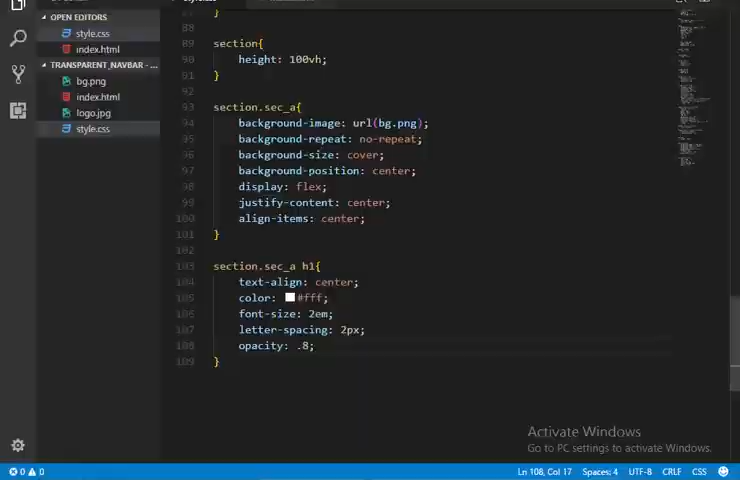 OPEN EDITORS
style.css
index.html
TRANSPARENT_NAVBAR - ...
bg.png
index.html
logo.jpg
style.css
87 }
88
89 section{
90 height: 100vh;
91 }
92
93 section.sec_a{
94 background-image: url(bg.png);
95 background-repeat: no-repeat;
96 background-size: cover;
97 background-position: center;
98 display: flex;
99 justify-content: center;
100 align-items: center;
101 }
102
103 section.sec_a h1{
104 text-align: center;
105 color: #fff;
106 font-size: 2em;
107 letter-spacing: 2px;
108 opacity: .8;
109 }
Activate Windows
Go to PC settings to activate Windows.
0 0 Ln 108, Col 17 Spaces: 4 UTF-8 CRLF CSS